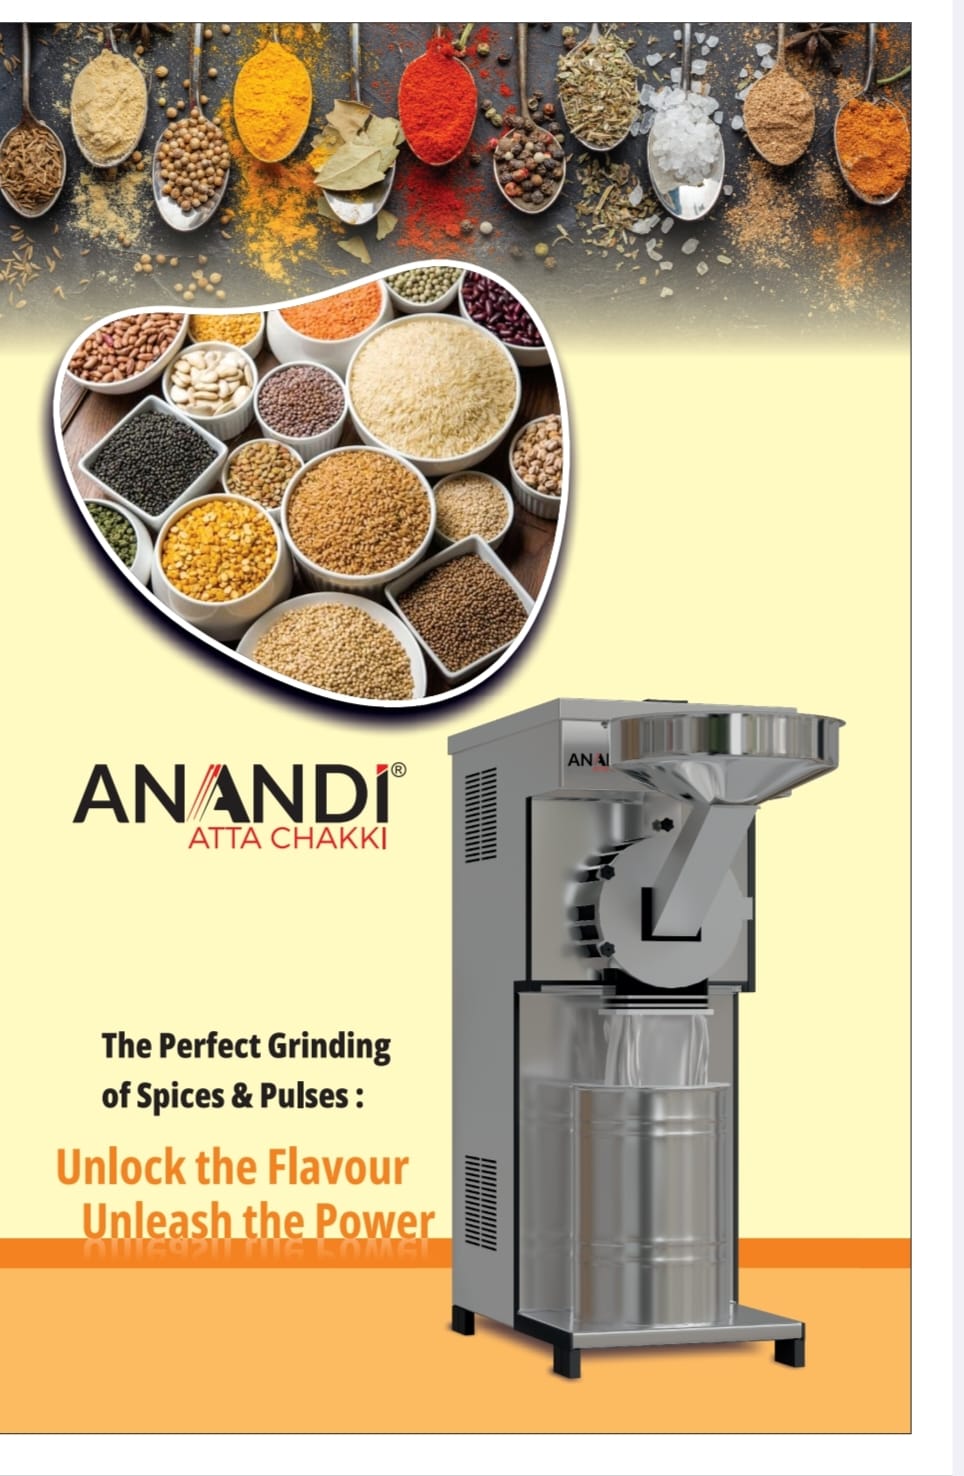 ANANDI®
ATTA CHAKKI
The Perfect Grinding
of Spices & Pulses :
Unlock the Flavour
Unleash the Power